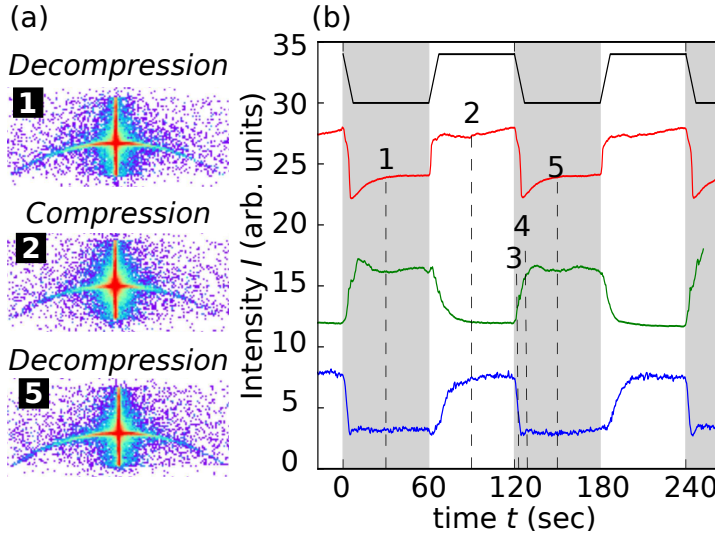 (a)
Decompression
1
Compression
2
Decompression
5
(b)
Intensity I (arb. units)
35
30
25
20
15
10
5
0
1
2
3
4
5
0 60 120 180 240
time t (sec)